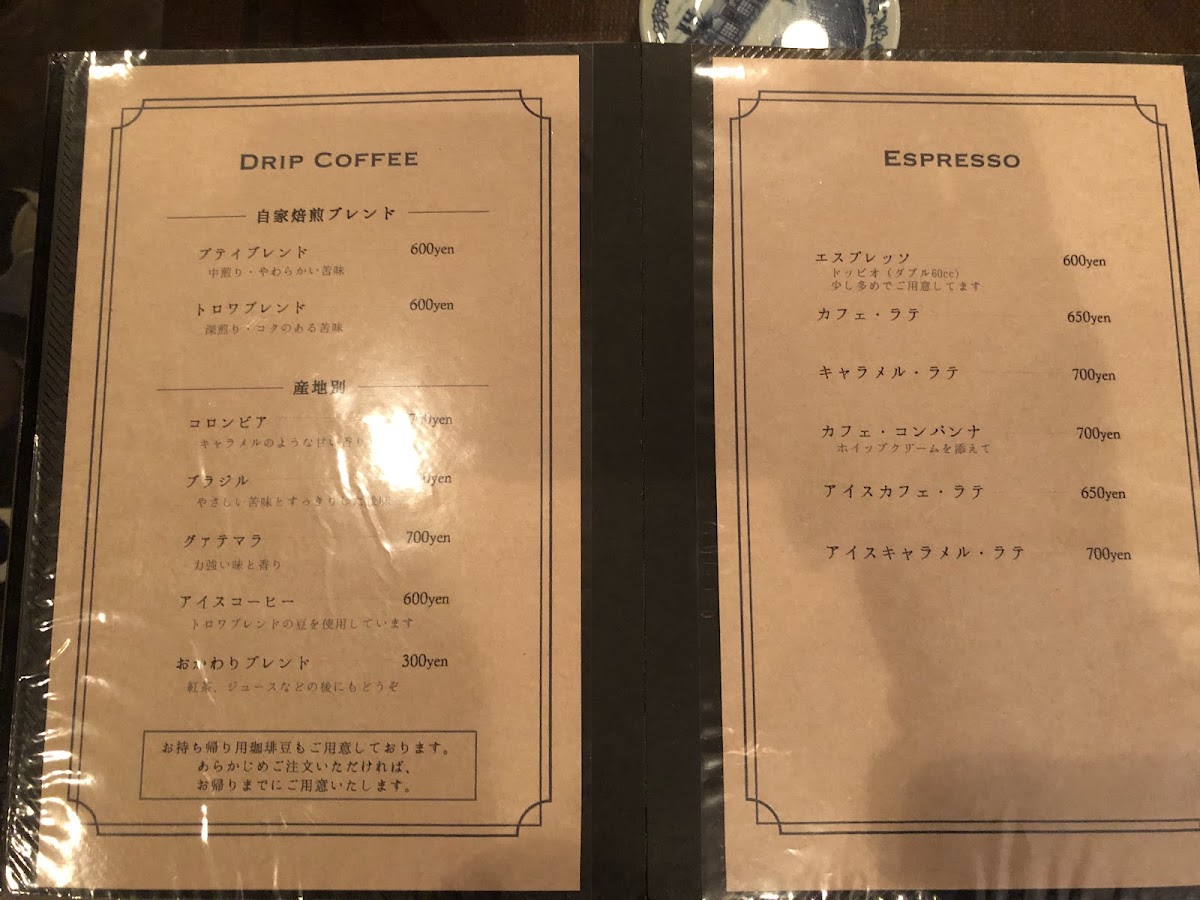 DRIP COFFEE
自家焙煎ブレンド
プティブレンド 600yen
中煎り・やわらかい苦味
トロワブレンド 600yen
深煎り・コクのある苦味
産地別
コロンビア
キャラメルのような甘い香り
ブラジル
やさしい苦味とすっきりした
グァテマラ 700yen
力強い味と香り
アイスコーヒー 600yen
トロワブレンドの豆を使用しています
おかわりブレンド 300yen
紅茶、ジュースなどの後にもどうぞ
お持ち帰り用珈琲豆もご用意しております。
あらかじめご注文いただければ、
お帰りまでにご用意いたします。
ESPRESSO
エスプレッソ 600yen
ドッピオ（ダブル60cc）
少し多めでご用意してます
カフェ・ラテ 650yen
キャラメル・ラテ 700yen
カフェ・コンパンナ 700yen
ホイップクリームを添えて
アイスカフェ・ラテ 650yen
アイスキャラメル・ラテ 700yen